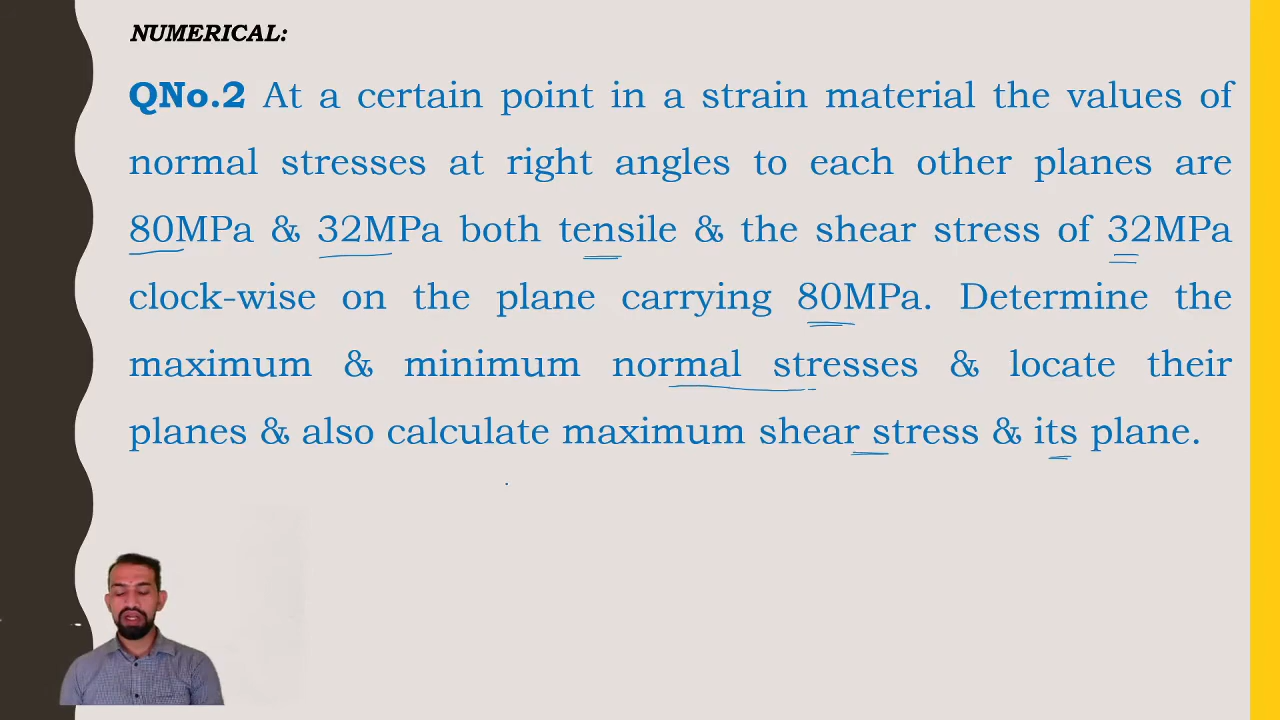 NUMERICAL:
QNo.2 At a certain point in a strain material the values of
normal stresses at right angles to each other planes are
80MPa & 32MPa both tensile & the shear stress of 32MPa
clock-wise on the plane carrying 80MPa. Determine the
maximum & minimum normal stresses & locate their
planes & also calculate maximum shear stress & its plane.